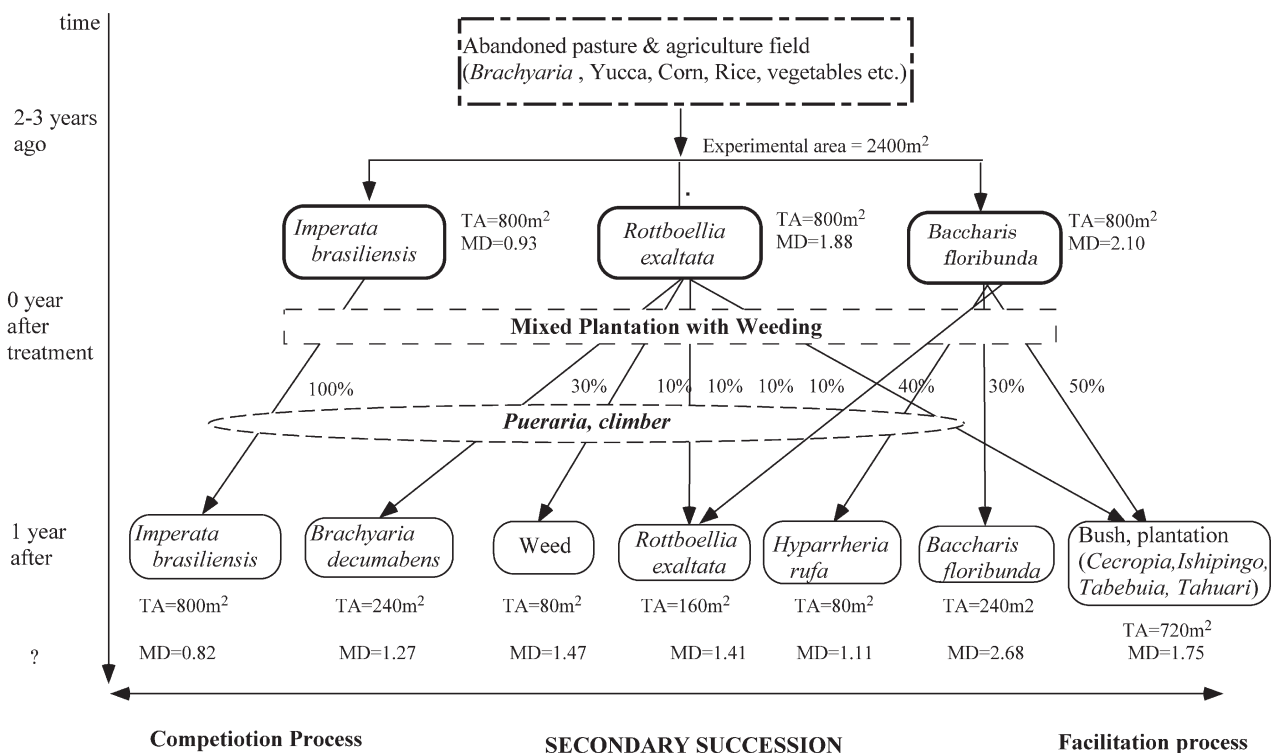 time
Abandoned pasture & agriculture field
(Brachyaria , Yucca, Corn, Rice, vegetables etc.)
2-3 years
ago
Experimental area = 2400m²
Imperata
brasiliensis
TA=800m²
MD=0.93
Rottboellia
exaltata
TA=800m²
MD=1.88
Baccharis
floribunda
TA=800m²
MD=2.10
0 year
after
treatment
Mixed Plantation with Weeding
100%
30%
10%
10%
10%
10%
40%
30%
50%
Pueraria, climber
1 year
after
Imperata
brasiliensis
Brachyaria
decumabens
Weed
Rottboellia
exaltata
Hyparrheria
rufa
Baccharis
floribunda
Bush, plantation
(Cecropia,Ishipingo,
Tabebuia, Tahuari)
TA=800m²
TA=240m²
TA=80m²
TA=160m²
TA=80m²
TA=240m2
TA=720m²
?
MD=0.82
MD=1.27
MD=1.47
MD=1.41
MD=1.11
MD=2.68
MD=1.75
Competiotion Process
SECONDARY SUCCESSION
Facilitation process